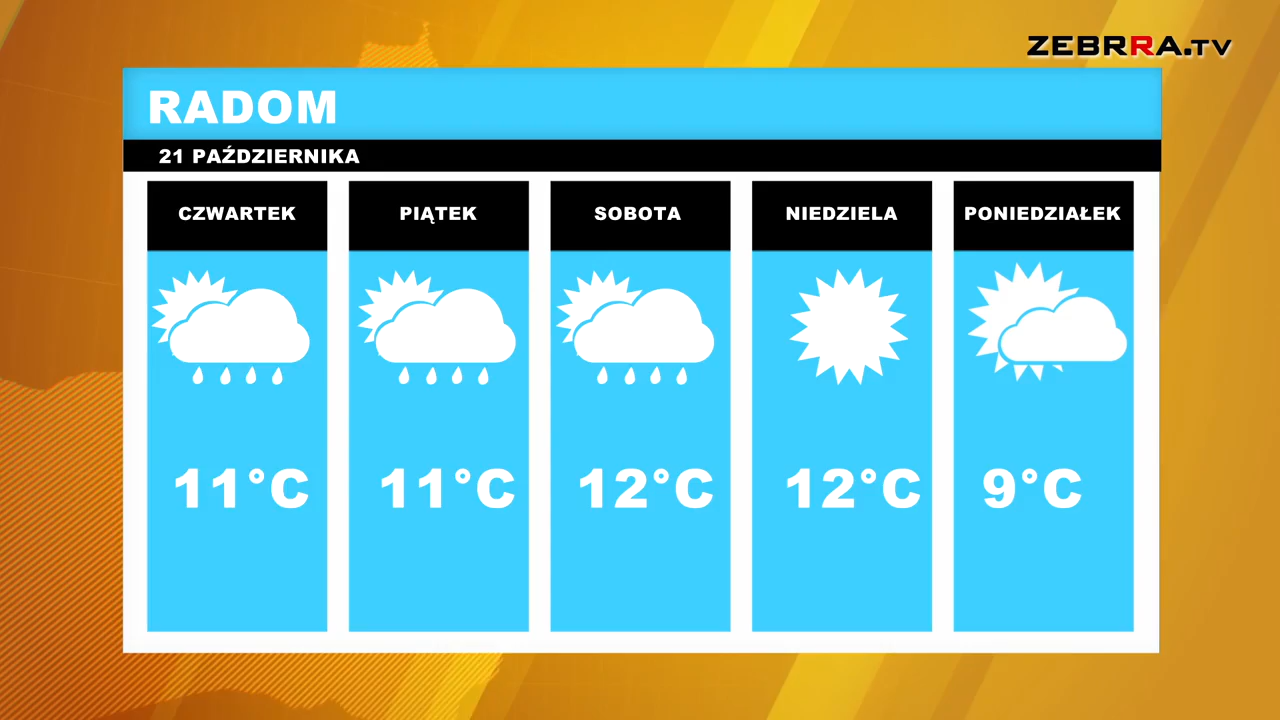 ZEBRRA.TV
RADOM
21 PAŹDZIERNIKA
CZWARTEK
PIĄTEK
SOBOTA
NIEDZIELA
PONIEDZIAŁEK
11°C
11°C
12°C
12°C
9°C